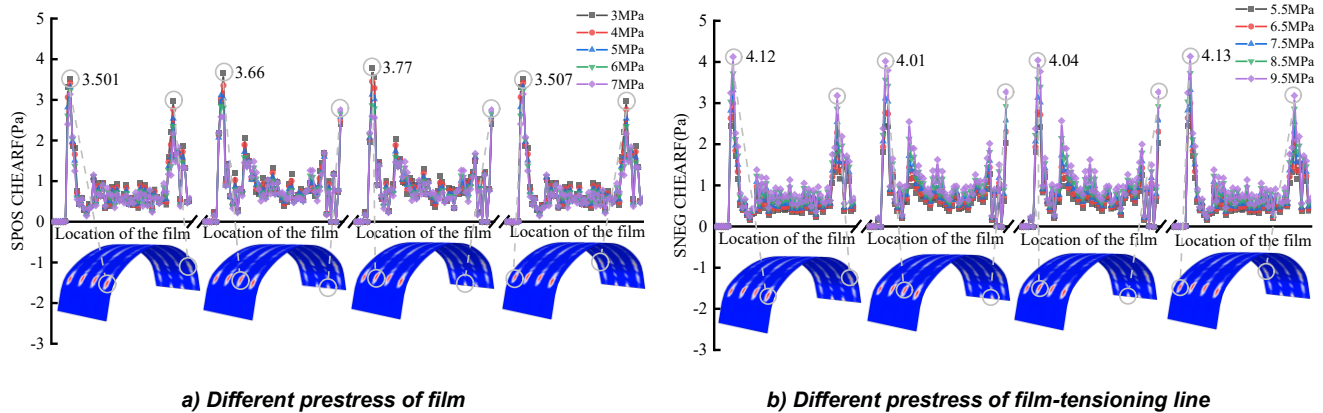 5
4
3
2
1
0
-1
-2
-3
SPOS CHEARF(Pa)
3MPa
4MPa
5MPa
6MPa
7MPa
3.501
3.66
3.77
3.507
Location of the film
Location of the film
Location of the film
Location of the film
a) Different prestress of film
5
4
3
2
1
0
-1
-2
-3
SNEG CHEARF(Pa)
5.5MPa
6.5MPa
7.5MPa
8.5MPa
9.5MPa
4.12
4.01
4.04
4.13
Location of the film
Location of the film
Location of the film
Location of the film
b) Different prestress of film-tensioning line